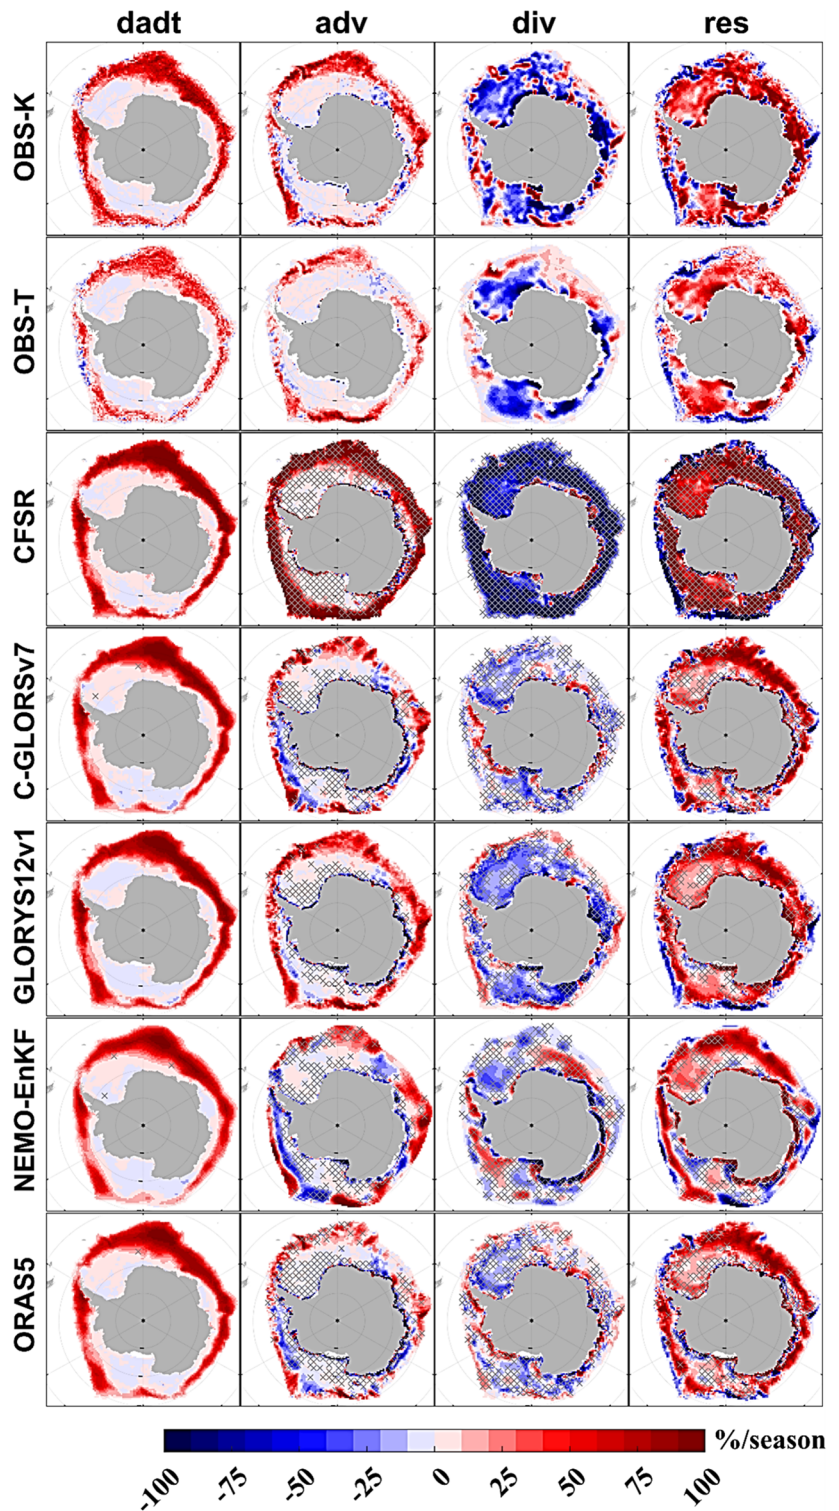 dadt adv div res
OBS-K
OBS-T
CFSR
C-GLORSv7
GLORYS12v1
NEMO-EnKF
ORAS5
%/season
-100 -75 -50 -25 0 25 50 75 100